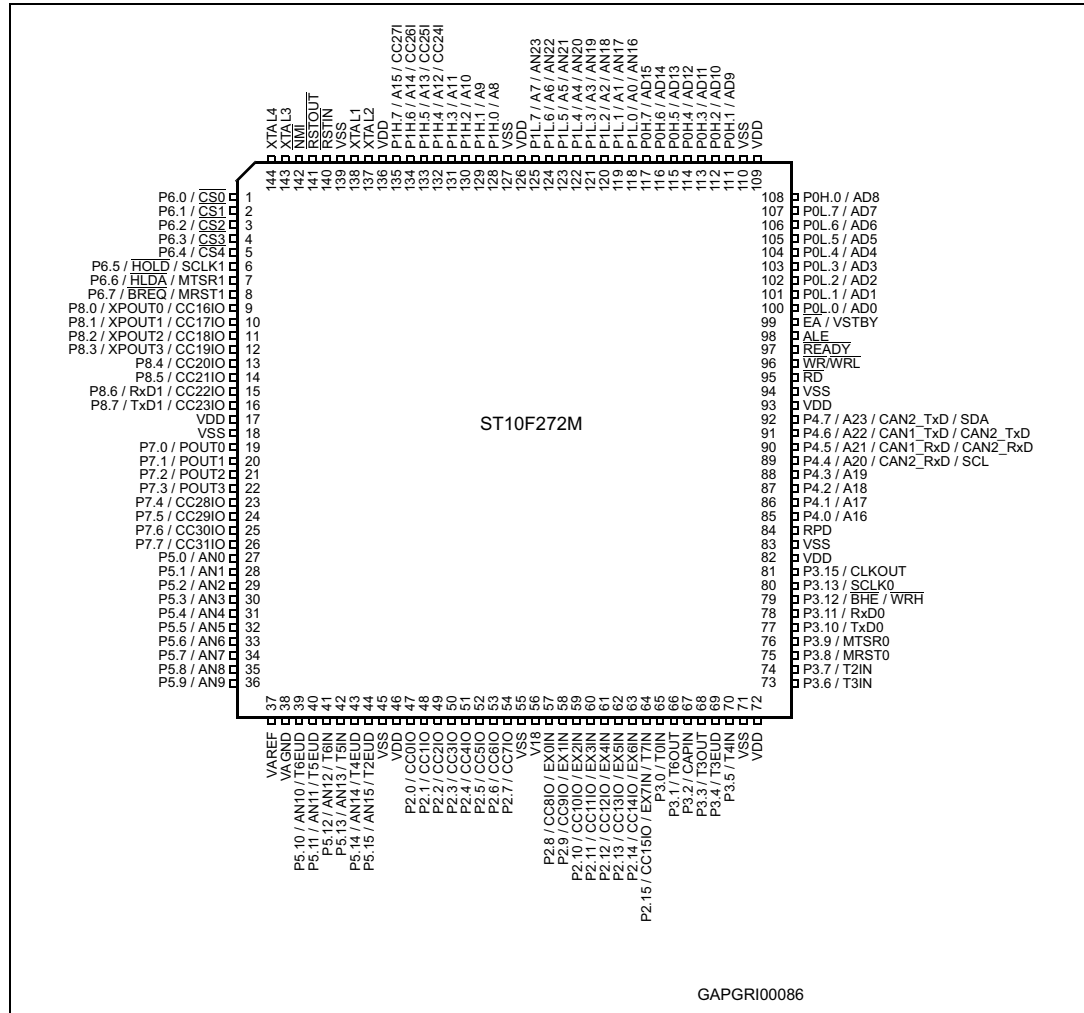 XTAL4
XTAL3
NMI
RSTOUT
RSTIN
VSS
XTAL1
XTAL2
VDD
P1H.7 / A15 / CC27I
P1H.6 / A14 / CC26I
P1H.5 / A13 / CC25I
P1H.4 / A12 / CC24I
P1H.3 / A11
P1H.2 / A10
P1H.1 / A9
P1H.0 / A8
VSS
VDD
P1L.7 / A7 / AN23
P1L.6 / A6 / AN22
P1L.5 / A5 / AN21
P1L.4 / A4 / AN20
P1L.3 / A3 / AN19
P1L.2 / A2 / AN18
P1L.1 / A1 / AN17
P1L.0 / A0 / AN16
P0H.7 / AD15
P0H.6 / AD14
P0H.5 / AD13
P0H.4 / AD12
P0H.3 / AD11
P0H.2 / AD10
P0H.1 / AD9
VSS
VDD
144
143
142
141
140
139
138
137
136
135
134
133
132
131
130
129
128
127
126
125
124
123
122
121
120
119
118
117
116
115
114
113
112
111
110
109
P6.0 / CS0 1
P6.1 / CS1 2
P6.2 / CS2 3
P6.3 / CS3 4
P6.4 / CS4 5
P6.5 / HOLD / SCLK1 6
P6.6 / HLDA / MTSR1 7
P6.7 / BREQ / MRST1 8
P8.0 / XPOUT0 / CC16IO 9
P8.1 / XPOUT1 / CC17IO 10
P8.2 / XPOUT2 / CC18IO 11
P8.3 / XPOUT3 / CC19IO 12
P8.4 / CC20IO 13
P8.5 / CC21IO 14
P8.6 / RxD1 / CC22IO 15
P8.7 / TxD1 / CC23IO 16
VDD 17
VSS 18
P7.0 / POUT0 19
P7.1 / POUT1 20
P7.2 / POUT2 21
P7.3 / POUT3 22
P7.4 / CC28IO 23
P7.5 / CC29IO 24
P7.6 / CC30IO 25
P7.7 / CC31IO 26
P5.0 / AN0 27
P5.1 / AN1 28
P5.2 / AN2 29
P5.3 / AN3 30
P5.4 / AN4 31
P5.5 / AN5 32
P5.6 / AN6 33
P5.7 / AN7 34
P5.8 / AN8 35
P5.9 / AN9 36
ST10F272M
108 P0H.0 / AD8
107 P0L.7 / AD7
106 P0L.6 / AD6
105 P0L.5 / AD5
104 P0L.4 / AD4
103 P0L.3 / AD3
102 P0L.2 / AD2
101 P0L.1 / AD1
100 P0L.0 / AD0
99 EA / VSTBY
98 ALE
97 READY
96 WR/WRL
95 RD
94 VSS
93 VDD
92 P4.7 / A23 / CAN2_TxD / SDA
91 P4.6 / A22 / CAN1_TxD / CAN2_TxD
90 P4.5 / A21 / CAN1_RxD / CAN2_RxD
89 P4.4 / A20 / CAN2_RxD / SCL
88 P4.3 / A19
87 P4.2 / A18
86 P4.1 / A17
85 P4.0 / A16
84 RPD
83 VSS
82 VDD
81 P3.15 / CLKOUT
80 P3.13 / SCLK0
79 P3.12 / BHE / WRH
78 P3.11 / RxD0
77 P3.10 / TxD0
76 P3.9 / MTSR0
75 P3.8 / MRST0
74 P3.7 / T2IN
73 P3.6 / T3IN
37
38
39
40
41
42
43
44
45
46
47
48
49
50
51
52
53
54
55
56
57
58
59
60
61
62
63
64
65
66
67
68
69
70
71
72
VAREF
VAGND
P5.10 / AN10 / T6EUD
P5.11 / AN11 / T5EUD
P5.12 / AN12 / T6IN
P5.13 / AN13 / T5IN
P5.14 / AN14 / T4EUD
P5.15 / AN15 / T2EUD
VSS
VDD
P2.0 / CC0IO
P2.1 / CC1IO
P2.2 / CC2IO
P2.3 / CC3IO
P2.4 / CC4IO
P2.5 / CC5IO
P2.6 / CC6IO
P2.7 / CC7IO
VSS
V18
P2.8 / CC8IO / EX0IN
P2.9 / CC9IO / EX1IN
P2.10 / CC10IO / EX2IN
P2.11 / CC11IO / EX3IN
P2.12 / CC12IO / EX4IN
P2.13 / CC13IO / EX5IN
P2.14 / CC14IO / EX6IN
P2.15 / CC15IO / EX7IN / T7IN
P3.0 / T0IN
P3.1 / T6OUT
P3.2 / CAPIN
P3.3 / T3OUT
P3.4 / T3EUD
P3.5 / T4IN
VSS
VDD
GAPGRI00086